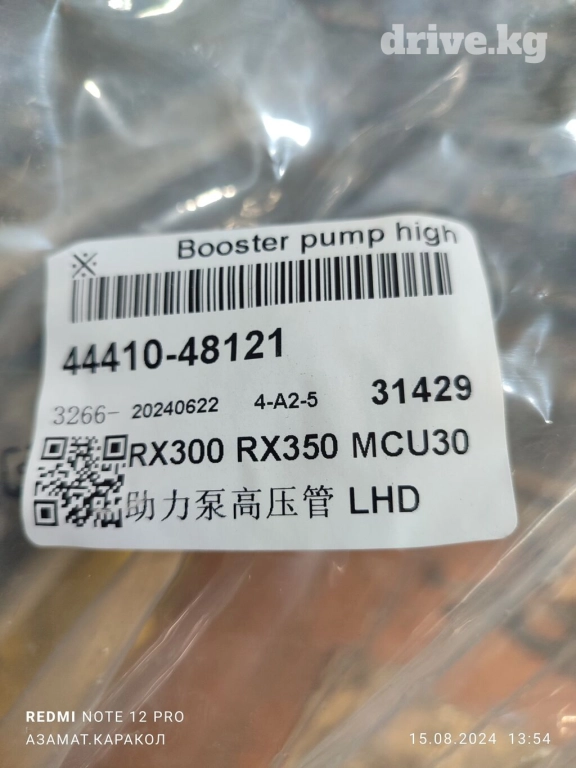 drive.kg
※ Booster pump high
44410-48121
3266- 20240622 4-A2-5 31429
RX300 RX350 MCU30
助力泵高压管 LHD
REDMI NOTE 12 PRO
АЗАМАТ.КАРАКОЛ
15.08.2024 13:54